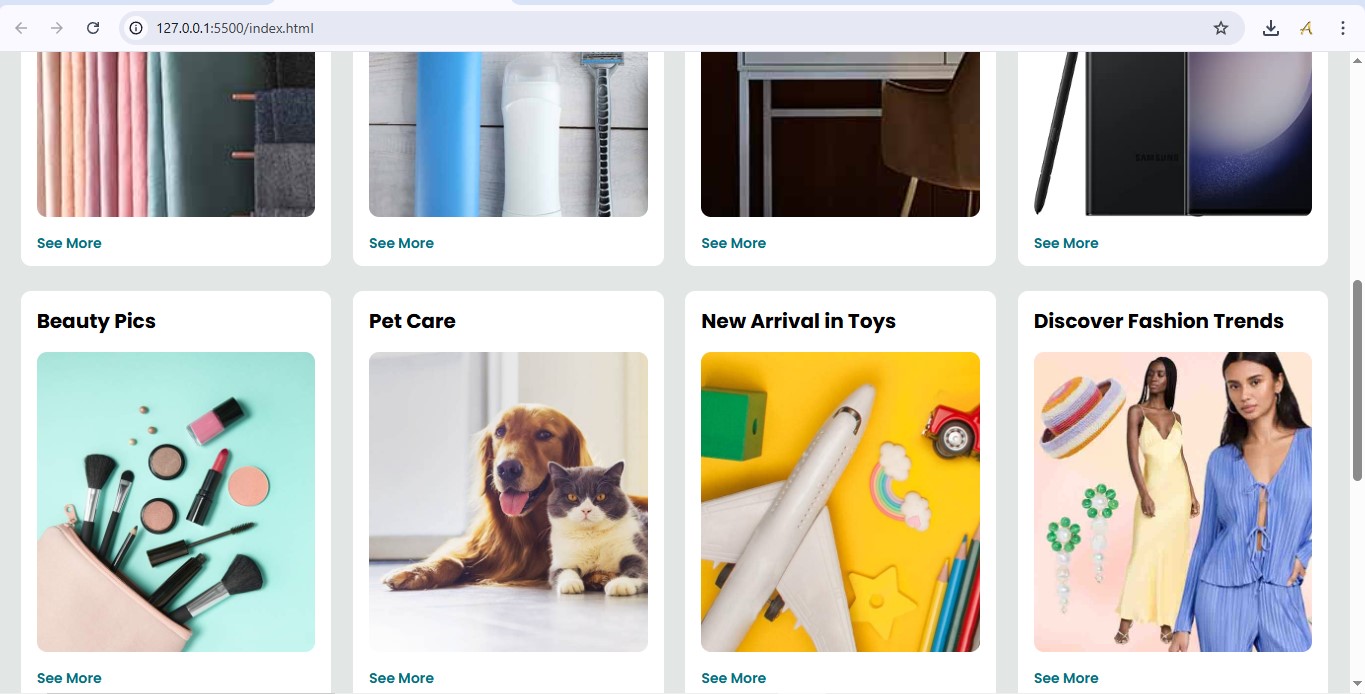 127.0.0.1:5500/index.html
SAMSUNG
See More
See More
See More
See More
Beauty Pics
Pet Care
New Arrival in Toys
Discover Fashion Trends
See More
See More
See More
See More